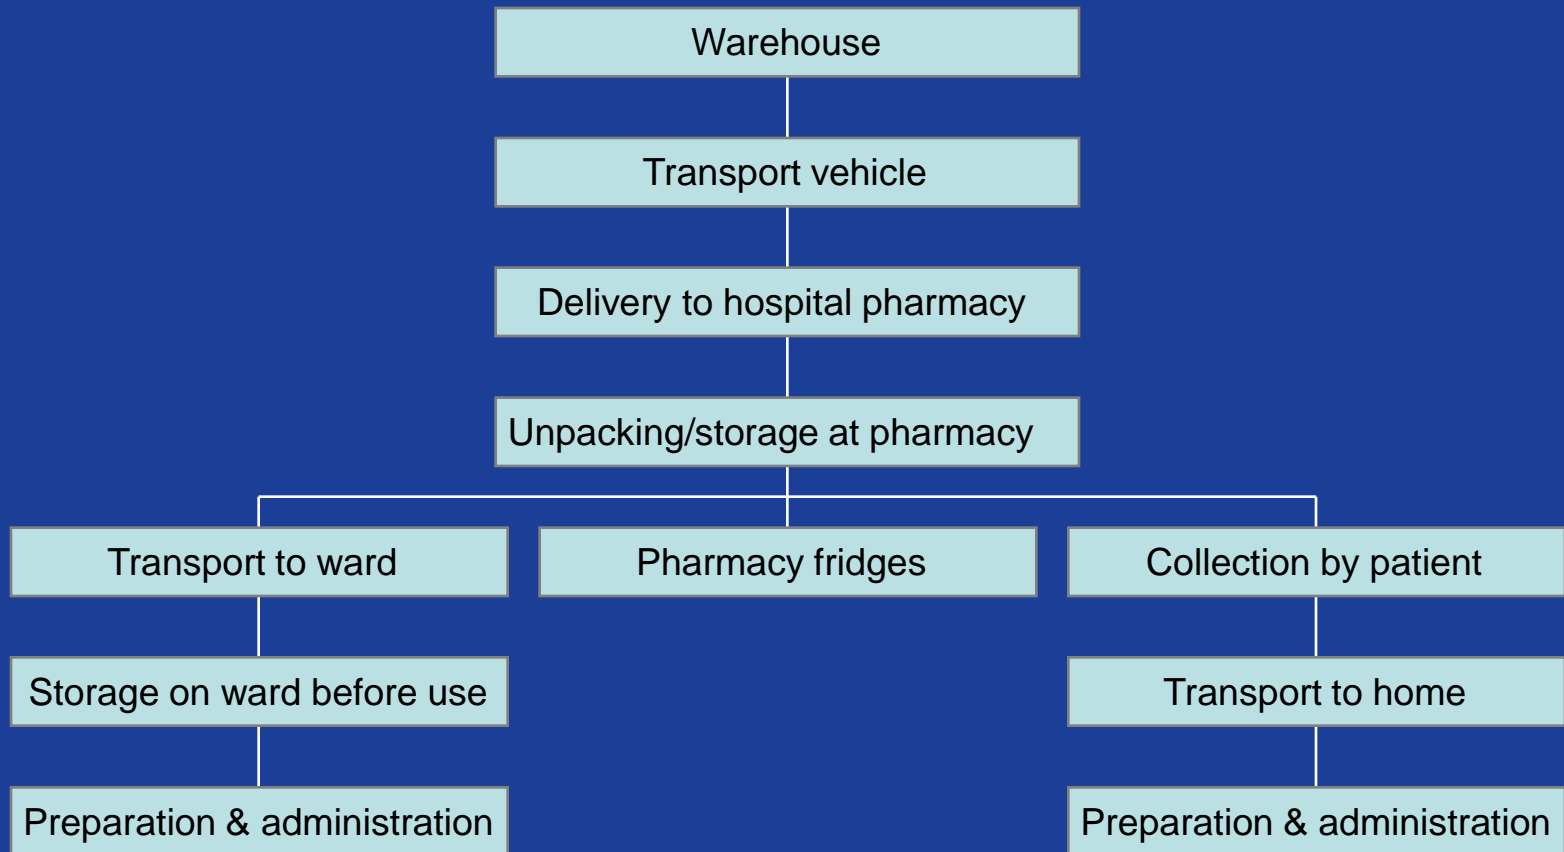 Warehouse
Transport vehicle
Delivery to hospital pharmacy
Unpacking/storage at pharmacy
Transport to ward
Pharmacy fridges
Collection by patient
Storage on ward before use
Transport to home
Preparation & administration
Preparation & administration